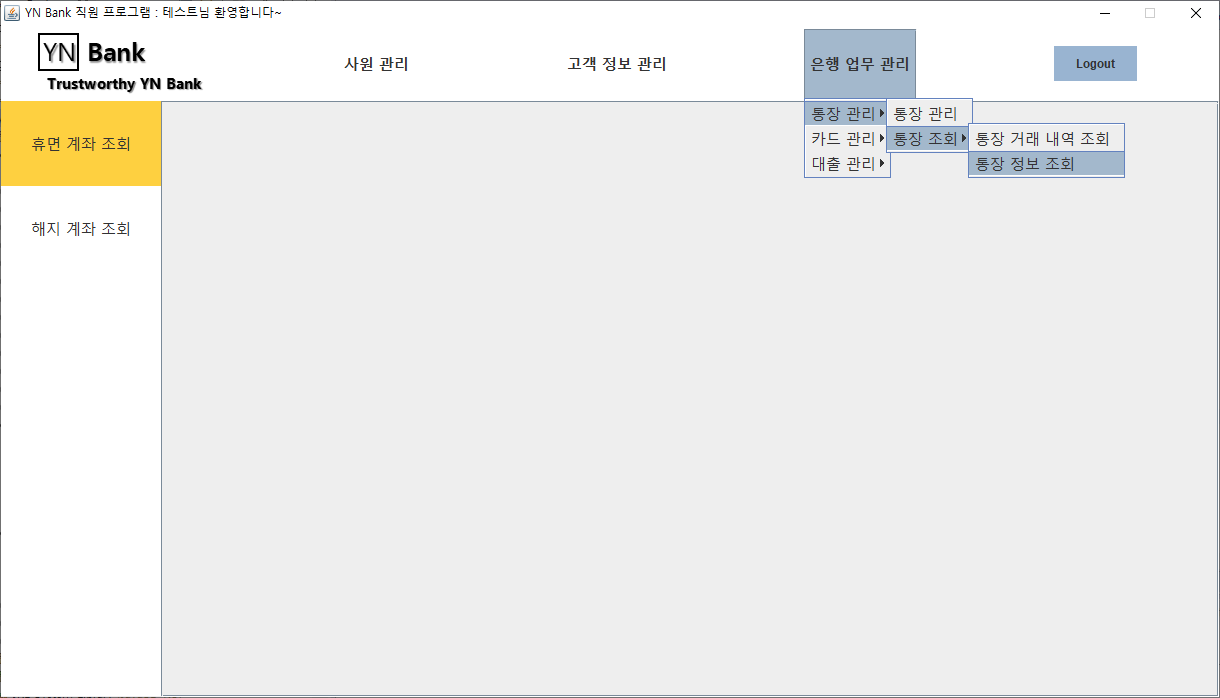 YN Bank 직원 프로그램 : 테스트님 환영합니다~
YN Bank
Trustworthy YN Bank
사원 관리
고객 정보 관리
은행 업무 관리
Logout
휴면 계좌 조회
해지 계좌 조회
통장 관리
카드 관리
대출 관리
통장 관리
통장 조회
통장 거래 내역 조회
통장 정보 조회